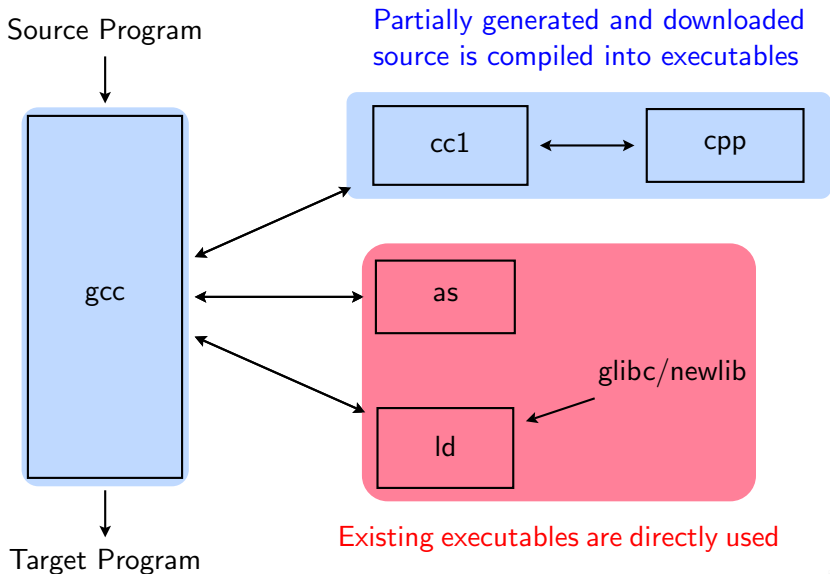 Source Program
Partially generated and downloaded
source is compiled into executables
cc1
cpp
gcc
as
glibc/newlib
ld
Existing executables are directly used
Target Program